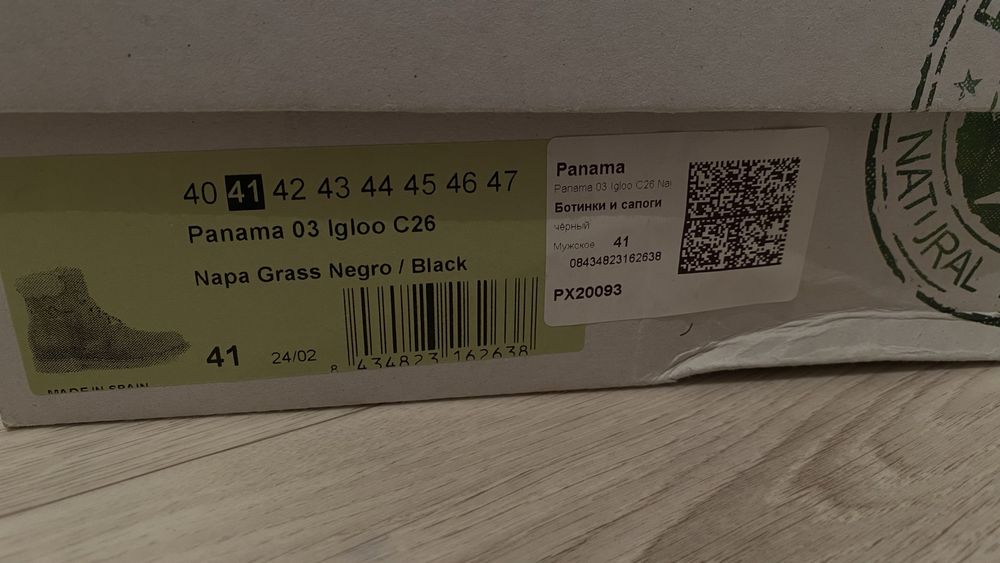 40 41 42 43 44 45 46 47
Panama 03 Igloo C26
Napa Grass Negro / Black
41 24/02
8 434823 162638
MADE IN SPAIN
Panama
Panama 03 Igloo C26 Na
Ботинки и сапоги
чёрный
Мужское 41
08434823162638
PX20093
NATURAL